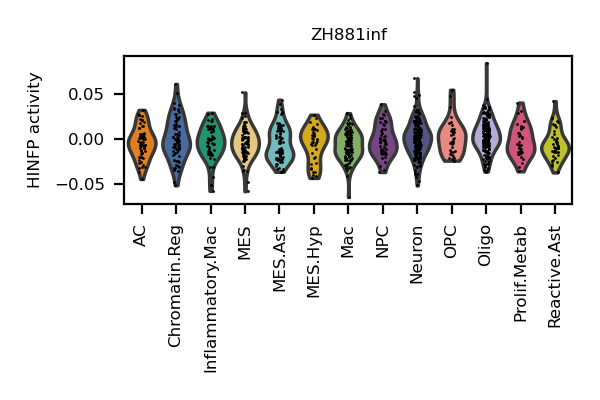 ZH881inf
HINFP activity
0.05
0.00
−0.05
AC
Chromatin.Reg
Inflammatory.Mac
MES
MES.Ast
MES.Hyp
Mac
NPC
Neuron
OPC
Oligo
Prolif.Metab
Reactive.Ast